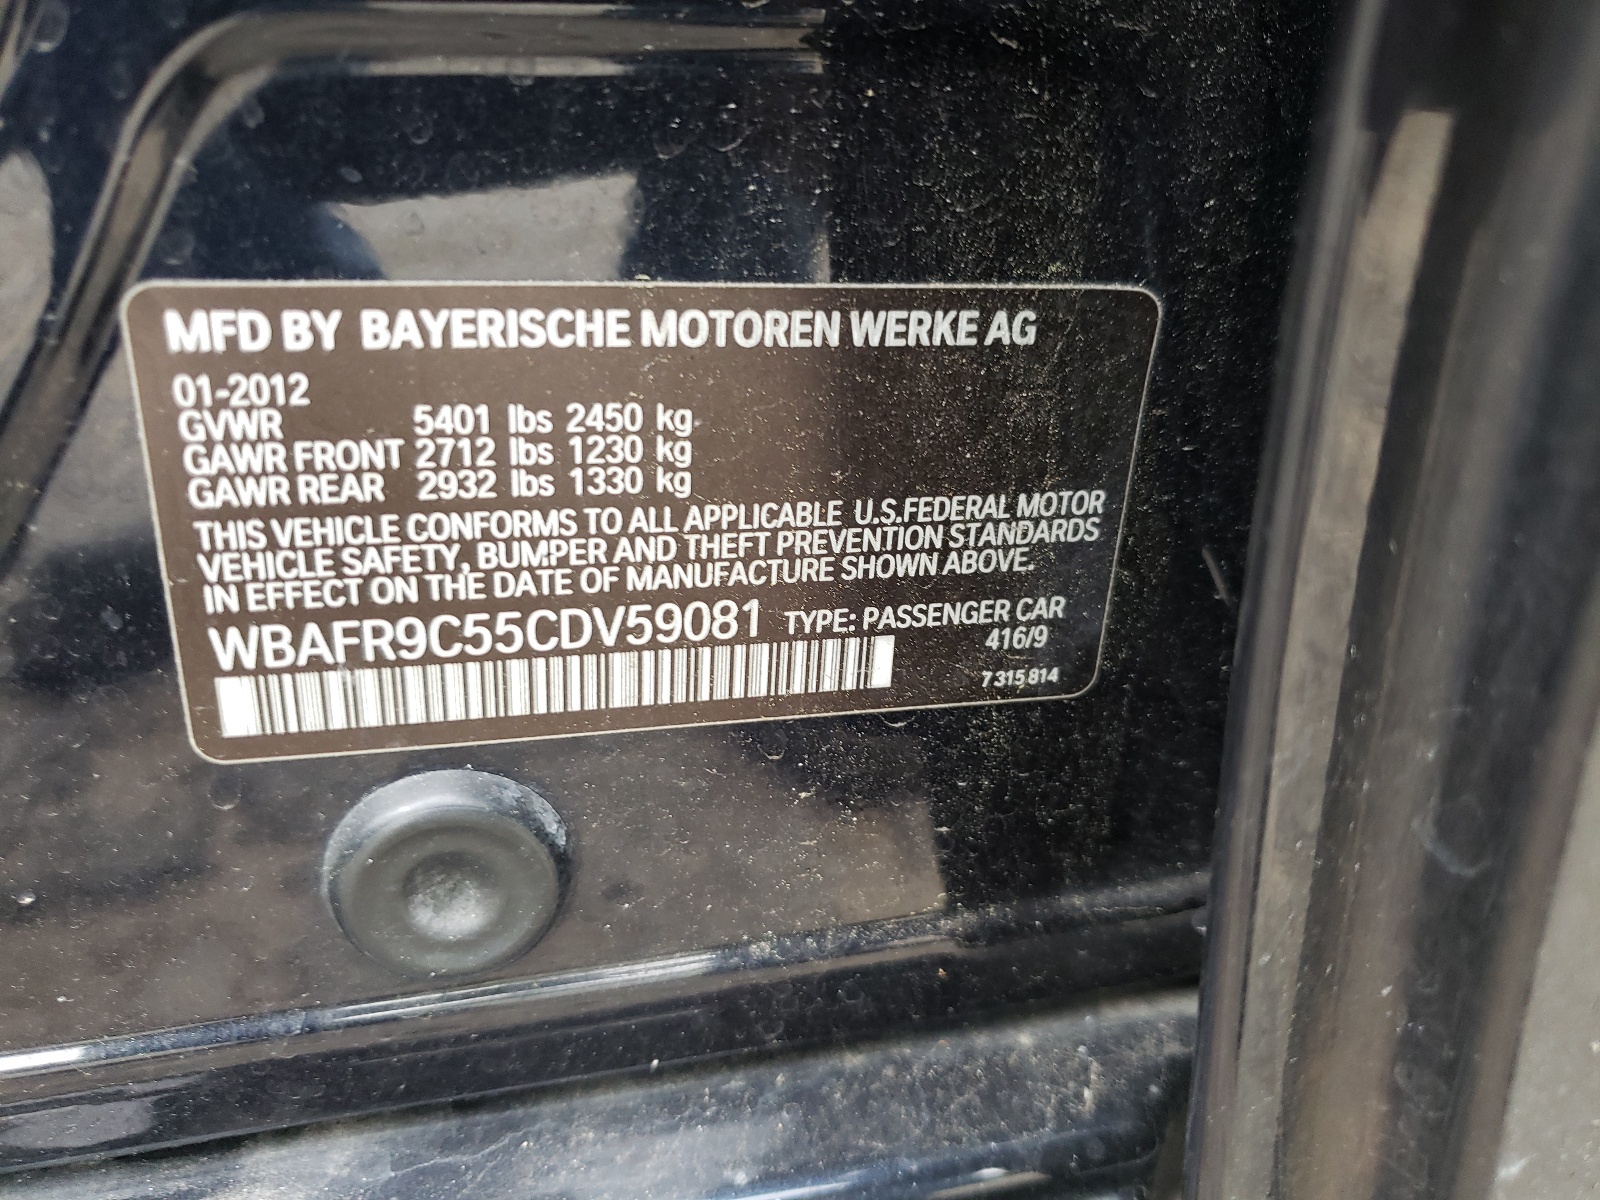 MFD BY BAYERISCHE MOTOREN WERKE AG
01-2012
GVWR 5401 lbs 2450 kg
GAWR FRONT 2712 lbs 1230 kg
GAWR REAR 2932 lbs 1330 kg
THIS VEHICLE CONFORMS TO ALL APPLICABLE U.S.FEDERAL MOTOR
VEHICLE SAFETY, BUMPER AND THEFT PREVENTION STANDARDS
IN EFFECT ON THE DATE OF MANUFACTURE SHOWN ABOVE.
WBAFR9C55CDV59081 TYPE: PASSENGER CAR
416/9
7 315 814